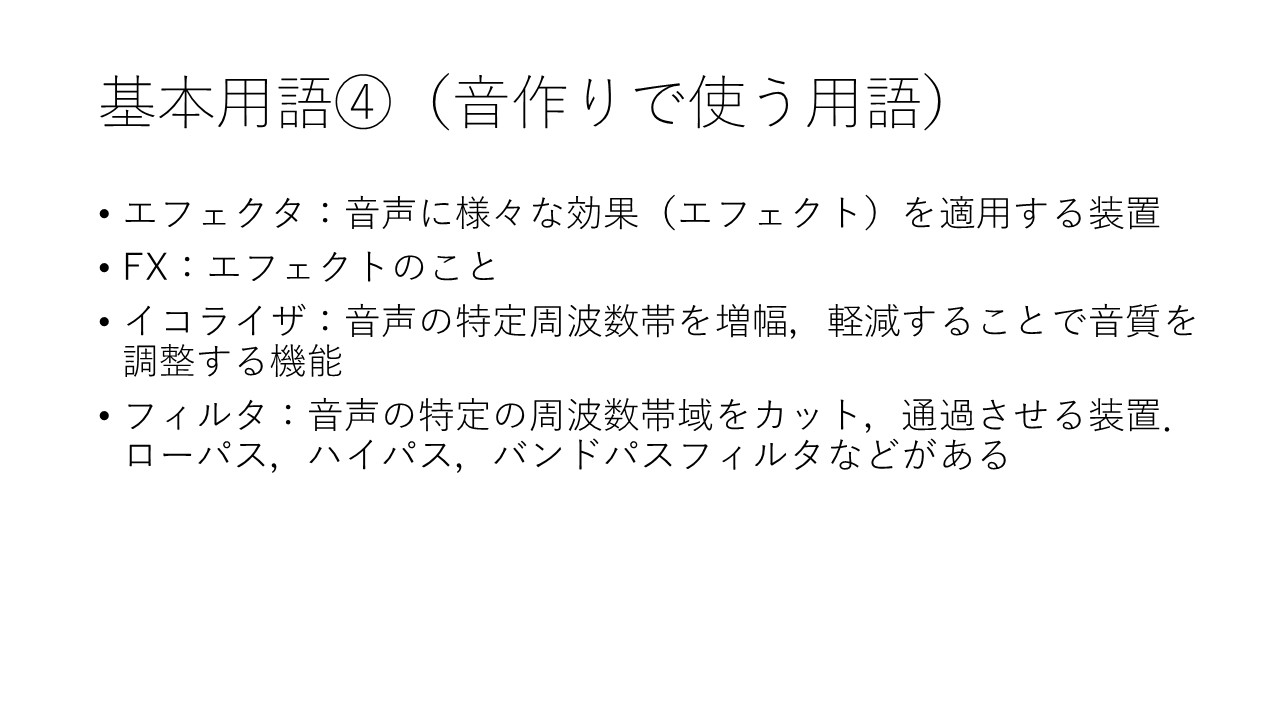 基本用語④（音作りで使う用語）
• エフェクタ：音声に様々な効果（エフェクト）を適用する装置
• FX：エフェクトのこと
• イコライザ：音声の特定周波数帯を増幅，軽減することで音質を
調整する機能
• フィルタ：音声の特定の周波数帯域をカット，通過させる装置．
ローパス，ハイパス，バンドパスフィルタなどがある